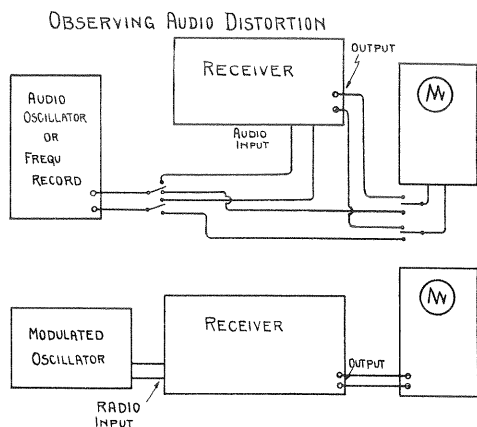 OBSERVING AUDIO DISTORTION
OUTPUT
RECEIVER
AUDIO
OSCILLATOR
OR
FREQU
RECORD
AUDIO
INPUT
MODULATED
OSCILLATOR
RECEIVER
OUTPUT
RADIO
INPUT